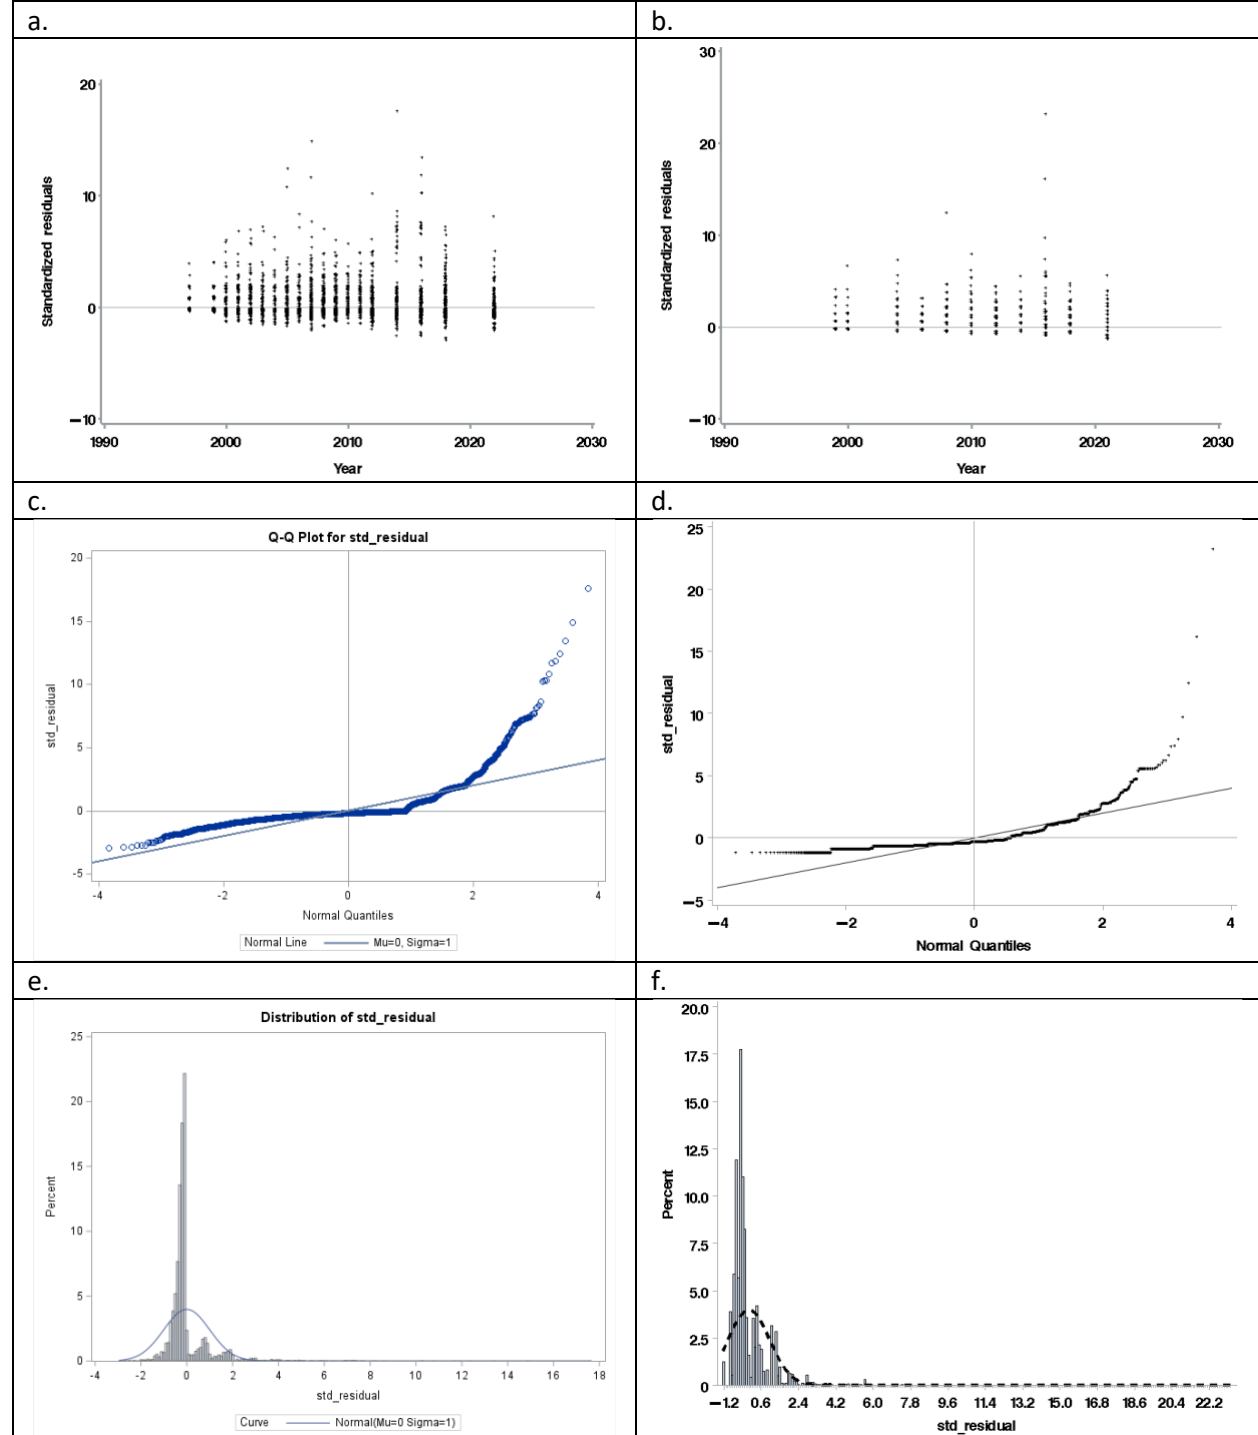 a.
b.
20
10
0
−10
1990 2000 2010 2020 2030
Year
Standardized residuals
30
20
10
0
−10
1990 2000 2010 2020 2030
Year
Standardized residuals
c.
d.
Q-Q Plot for std_residual
20
15
10
5
0
-5
-4 -2 0 2 4
std_residual
Normal Quantiles
Normal Line Mu=0, Sigma=1
25
20
15
10
5
0
−5
−4 −2 0 2 4
std_residual
Normal Quantiles
e.
f.
Distribution of std_residual
25
20
15
10
5
0
-4 -2 0 2 4 6 8 10 12 14 16 18
Percent
std_residual
Curve Normal(Mu=0 Sigma=1)
20.0
17.5
15.0
12.5
10.0
7.5
5.0
2.5
0
−1.2 0.6 2.4 4.2 6.0 7.8 9.6 11.4 13.2 15.0 16.8 18.6 20.4 22.2
Percent
std_residual